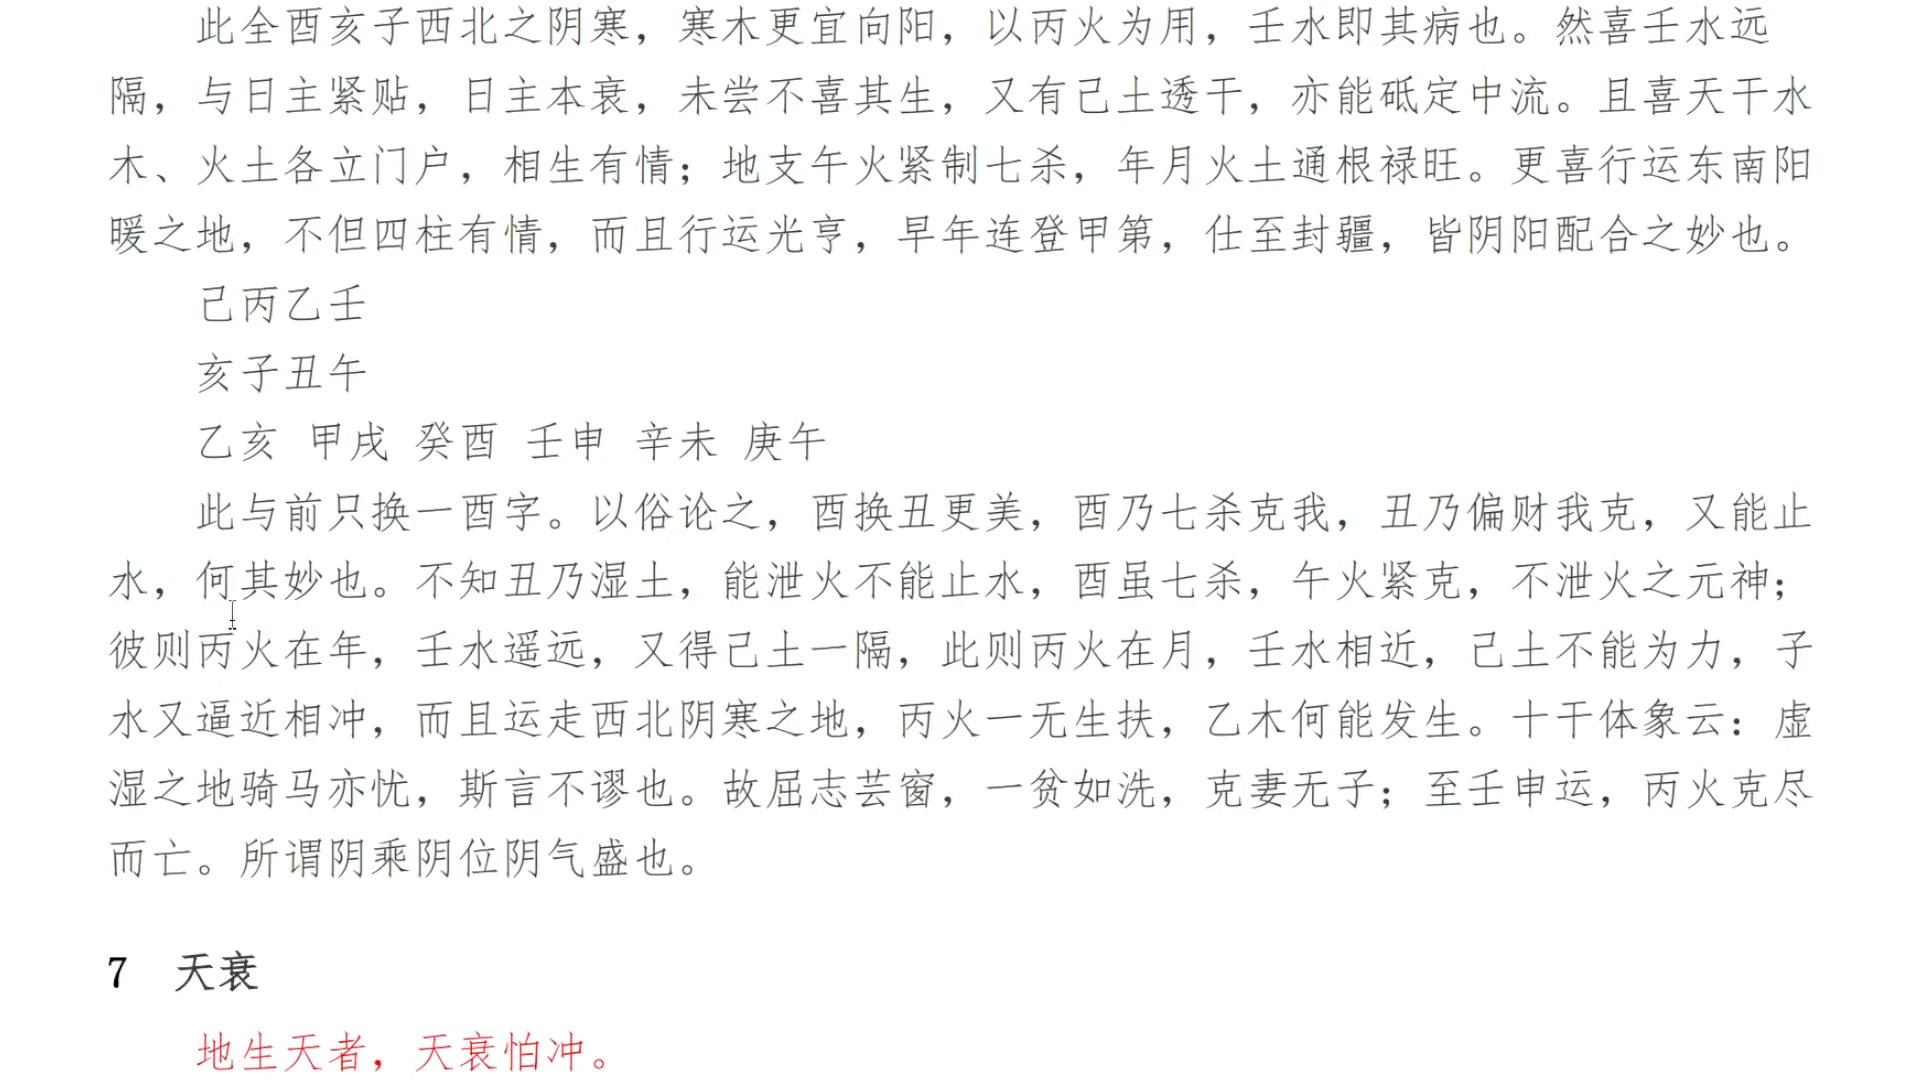 此全酉亥子西北之阴寒，寒木更宜向阳，以丙火为用，壬水即其病也。然喜壬水远
隔，与日主紧贴，日主本衰，未尝不喜其生，又有己土透干，亦能砥定中流。且喜天干水
木、火土各立门户，相生有情；地支午火紧制七杀，年月火土通根禄旺。更喜行运东南阳
暖之地，不但四柱有情，而且行运光亨，早年连登甲第，仕至封疆，皆阴阳配合之妙也。
己丙乙壬
亥子丑午
乙亥 甲戌 癸酉 壬申 辛未 庚午
此与前只换一酉字。以俗论之，酉换丑更美，酉乃七杀克我，丑乃偏财我克，又能止
水，何其妙也。不知丑乃湿土，能泄火不能止水，酉虽七杀，午火紧克，不泄火之元神；
彼则丙火在年，壬水遥远，又得己土一隔，此则丙火在月，壬水相近，己土不能为力，子
水又逼近相冲，而且运走西北阴寒之地，丙火一无生扶，乙木何能发生。十干体象云：虚
湿之地骑马亦忧，斯言不谬也。故屈志芸窗，一贫如洗，克妻无子；至壬申运，丙火克尽
而亡。所谓阴乘阴位阴气盛也。
7 天衰
地生天者，天衰怕冲。